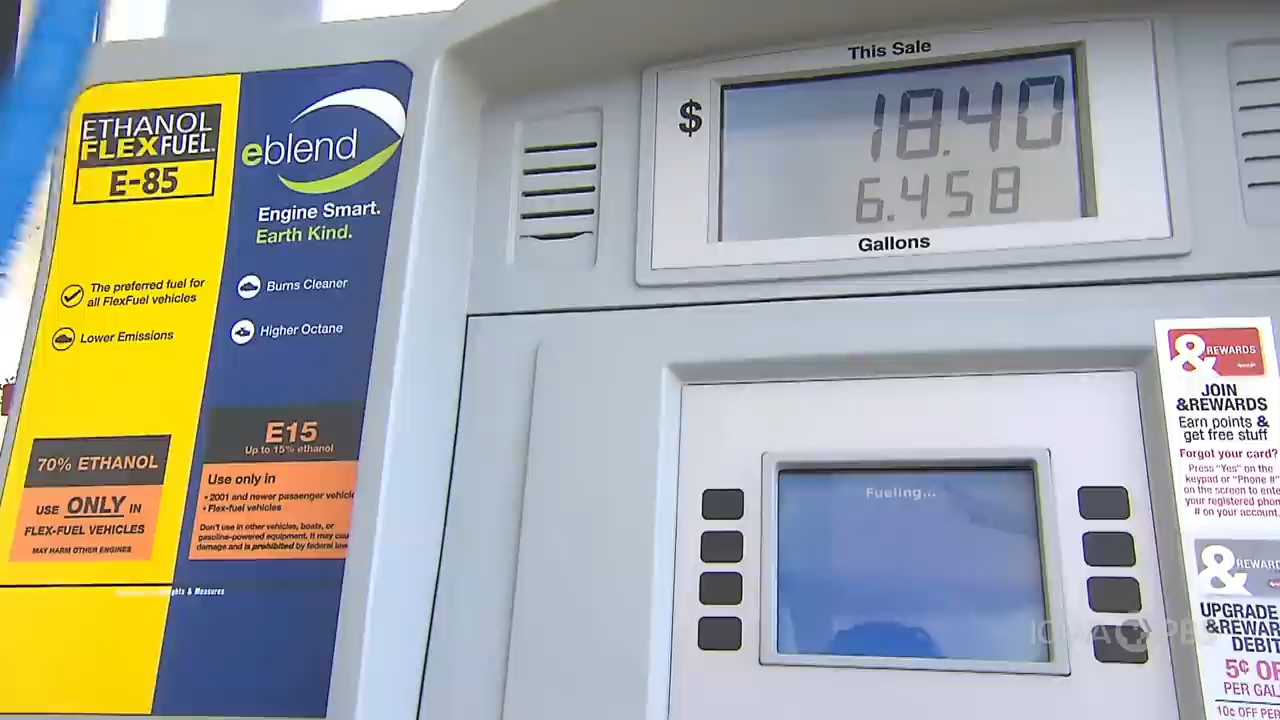 ETHANOL
FLEXFUEL.
E-85
The preferred fuel for
all FlexFuel vehicles
Lower Emissions
70% ETHANOL
USE ONLY IN
FLEX-FUEL VEHICLES
MAY HARM OTHER ENGINES
eblend
Engine Smart.
Earth Kind.
Burns Cleaner
Higher Octane
E15
Up to 15% ethanol
Use only in
• 2001 and newer passenger vehicle
• Flex-fuel vehicles
Don't use in other vehicles, boats, or
gasoline-powered equipment. It may cau
damage and is prohibited by federal law
& Measures
This Sale
$ 18.40
6.458
Gallons
Fueling...
&REWARDS
JOIN
&REWARDS
Earn points &
get free stuff
Forgot your card?
Press "Yes" on the
keypad or "Phone #"
on the screen to ente
your registered phon
# on your account.
&REWARD
UPGRADE
&REWAR
DEBIT
5¢ OF
PER GAL
10¢ OFF PER
IOWA PBS